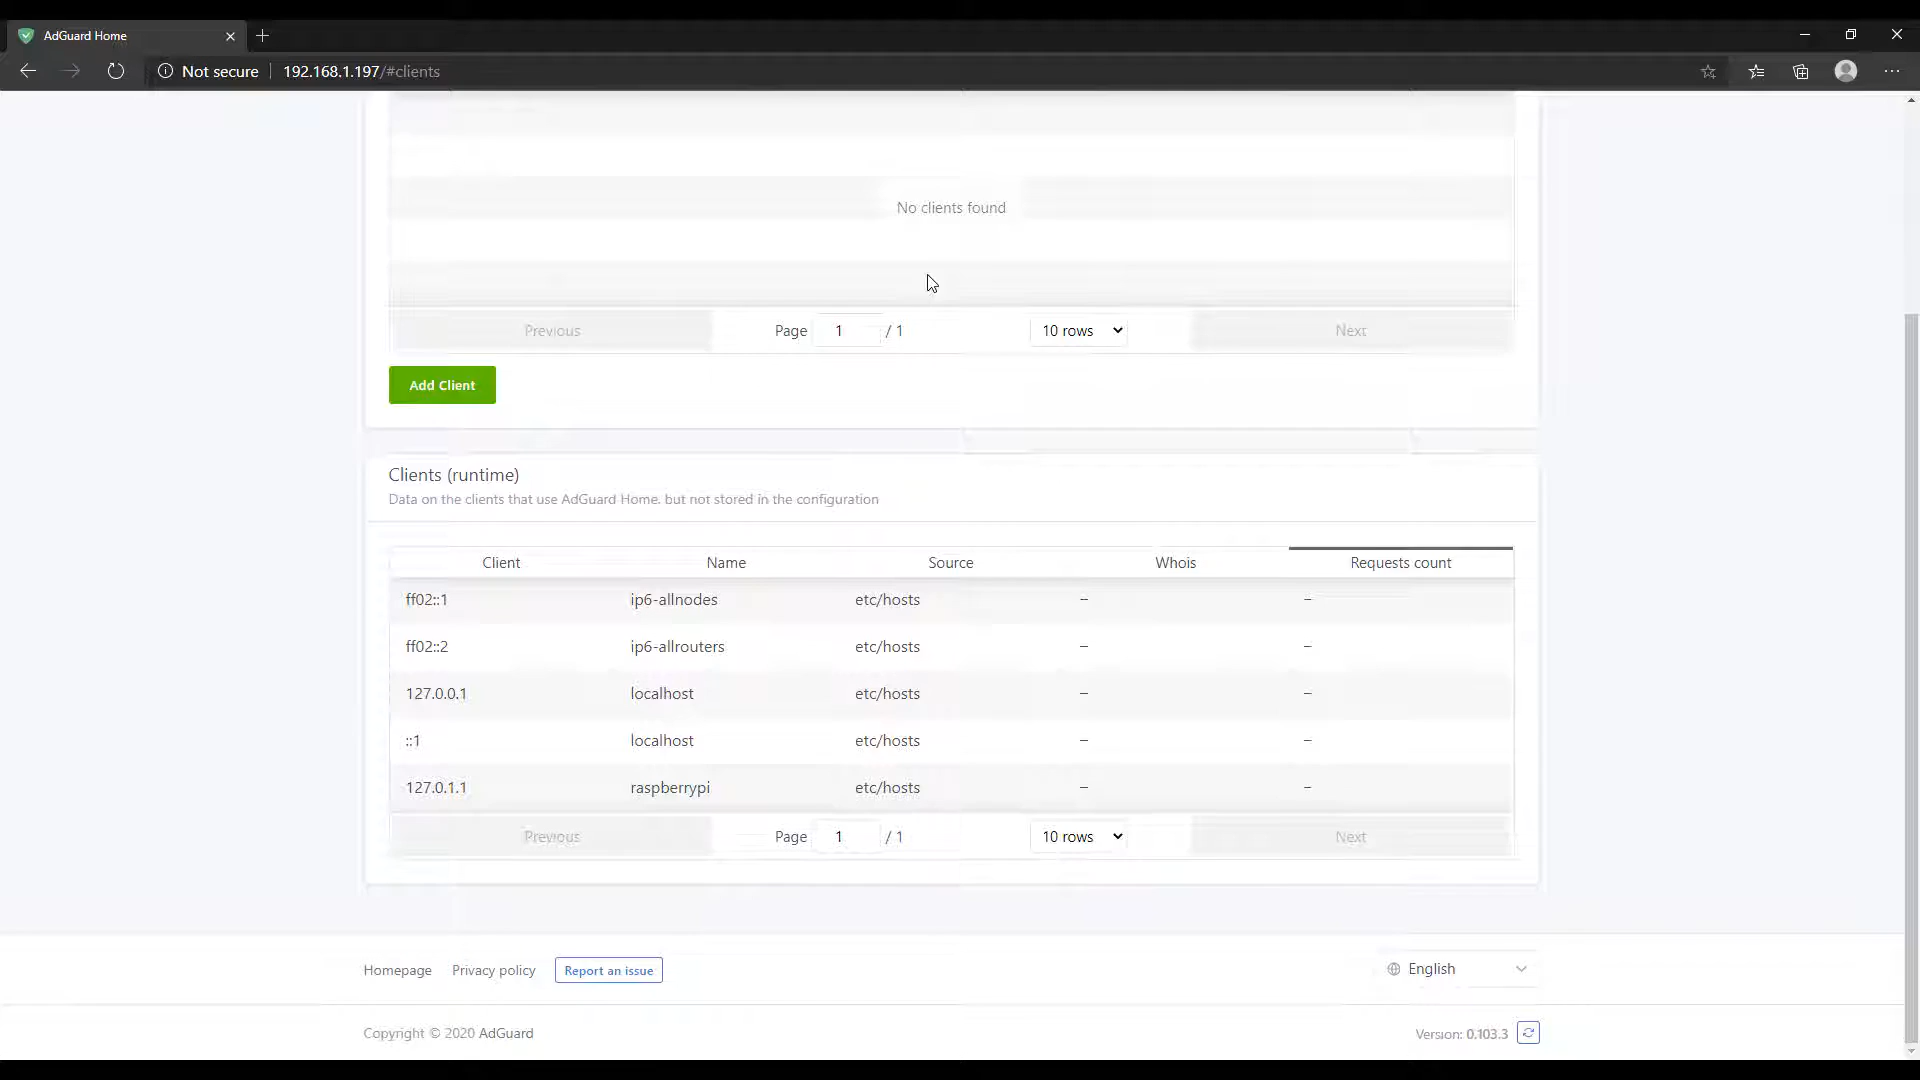 AdGuard Home
Not secure 192.168.1.197/#clients
No clients found
Previous Page 1 / 1 10 rows Next
Add Client
Clients (runtime)
Data on the clients that use AdGuard Home, but not stored in the configuration
Client Name Source Whois Requests count
ff02::1 ip6-allnodes etc/hosts – –
ff02::2 ip6-allrouters etc/hosts – –
127.0.0.1 localhost etc/hosts – –
::1 localhost etc/hosts – –
127.0.1.1 raspberrypi etc/hosts – –
Previous Page 1 / 1 10 rows Next
Homepage Privacy policy Report an issue English
Copyright © 2020 AdGuard Version: 0.103.3